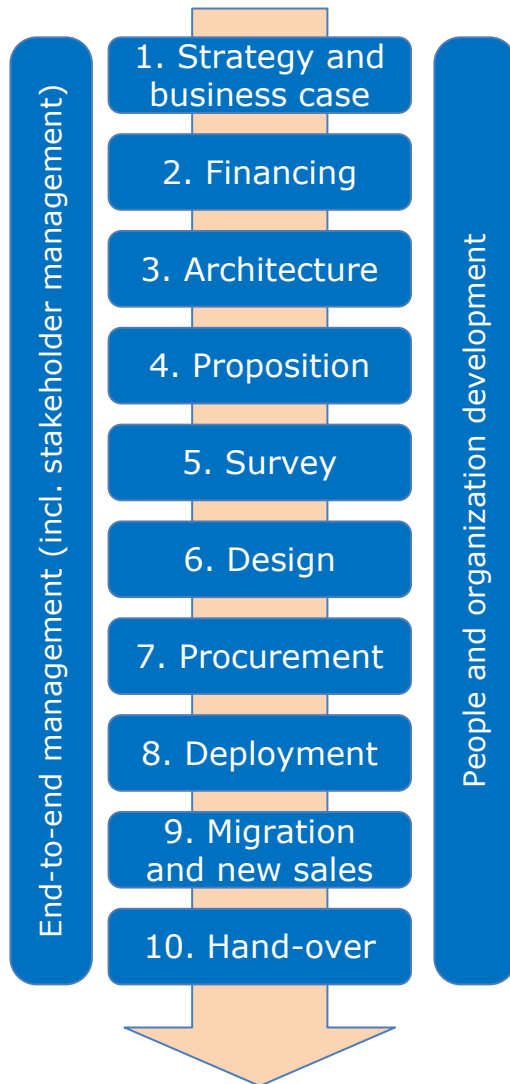 End-to-end management (incl. stakeholder management)
1. Strategy and
business case
2. Financing
3. Architecture
4. Proposition
5. Survey
6. Design
7. Procurement
8. Deployment
9. Migration
and new sales
10. Hand-over
People and organization development